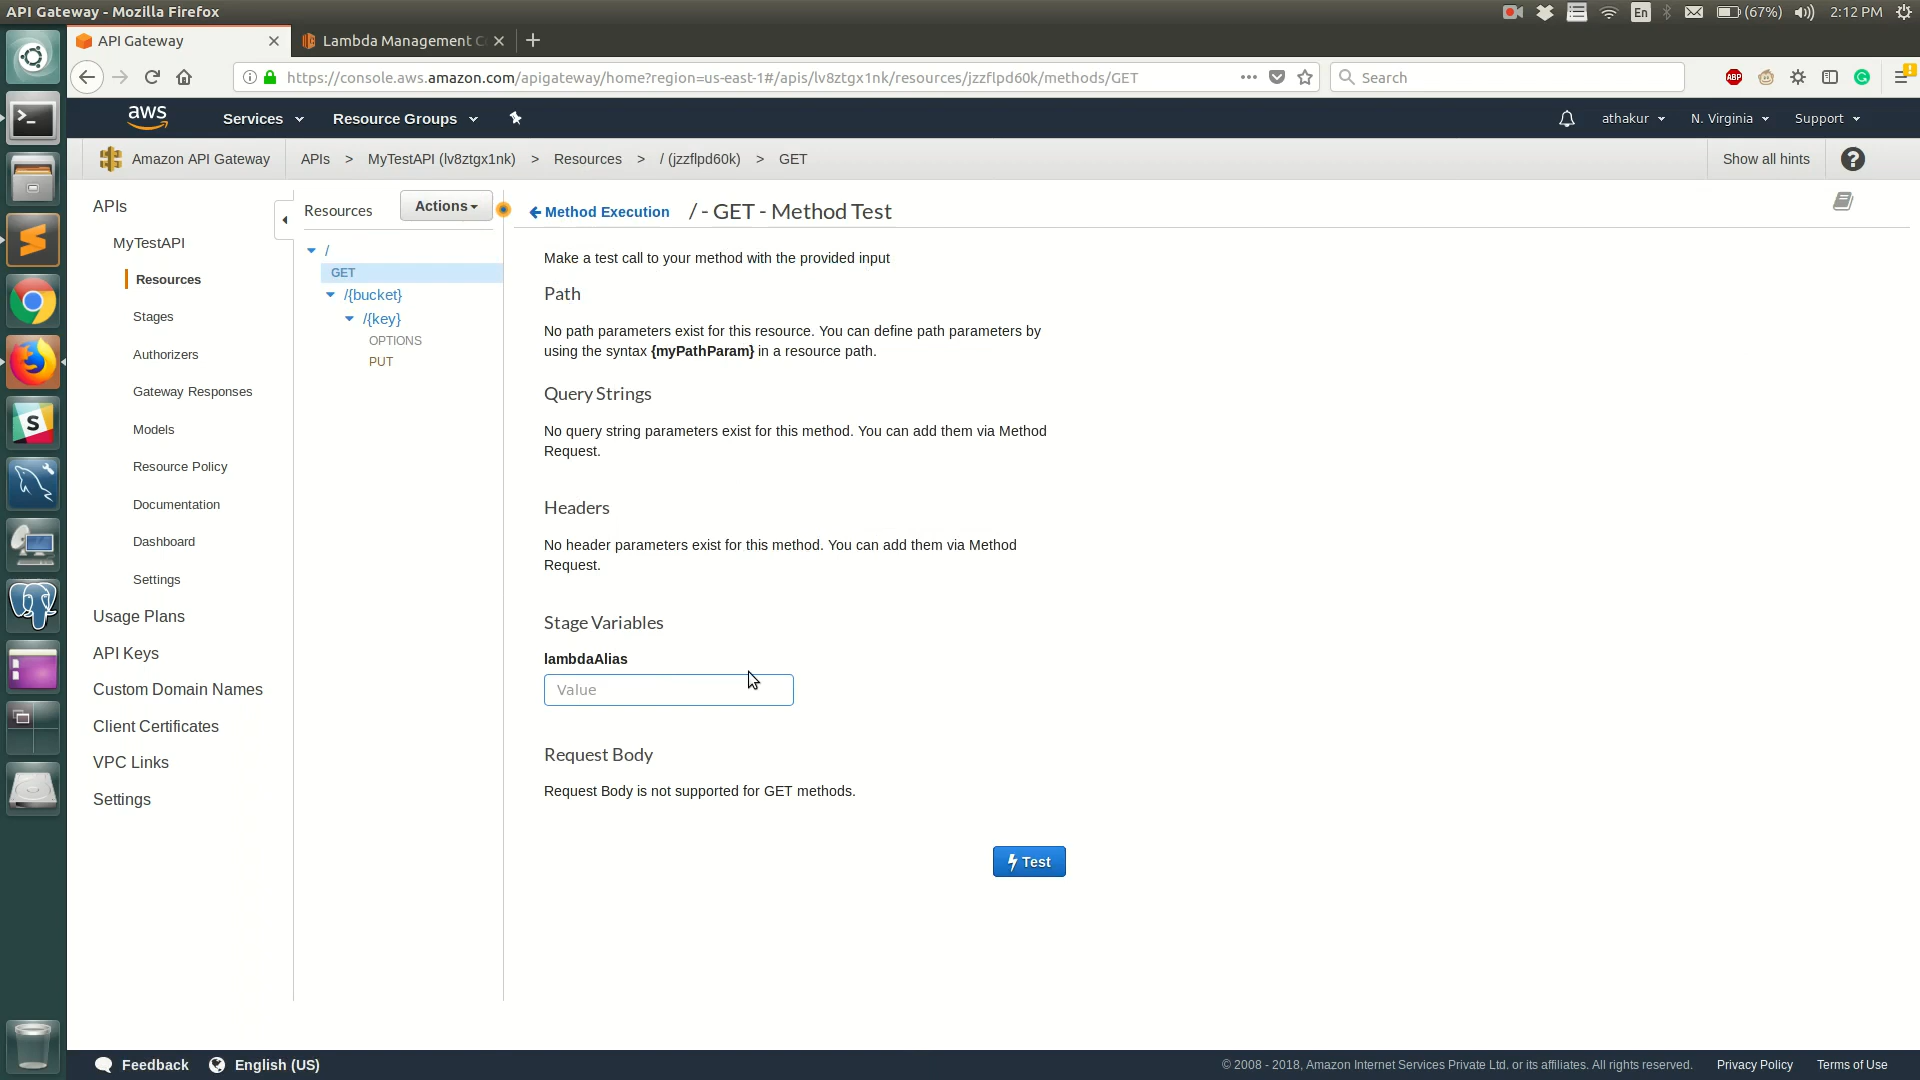 API Gateway - Mozilla Firefox
En
(67%)
2:12 PM
API Gateway
Lambda Management C
https://console.aws.amazon.com/apigateway/home?region=us-east-1#/apis/lv8ztgx1nk/resources/jzzflpd60k/methods/GET
Search
ABP
aws
Services
Resource Groups
athakur
N. Virginia
Support
Amazon API Gateway
APIs > MyTestAPI (lv8ztgx1nk) > Resources > / (jzzflpd60k) > GET
Show all hints
?
APIs
MyTestAPI
Resources
Stages
Authorizers
Gateway Responses
Models
Resource Policy
Documentation
Dashboard
Settings
Usage Plans
API Keys
Custom Domain Names
Client Certificates
VPC Links
Settings
Resources
Actions
/
GET
/{bucket}
/{key}
OPTIONS
PUT
Method Execution
/ - GET - Method Test
Make a test call to your method with the provided input
Path
No path parameters exist for this resource. You can define path parameters by
using the syntax {myPathParam} in a resource path.
Query Strings
No query string parameters exist for this method. You can add them via Method
Request.
Headers
No header parameters exist for this method. You can add them via Method
Request.
Stage Variables
lambdaAlias
Value
Request Body
Request Body is not supported for GET methods.
Test
Feedback
English (US)
© 2008 - 2018, Amazon Internet Services Private Ltd. or its affiliates. All rights reserved.
Privacy Policy
Terms of Use